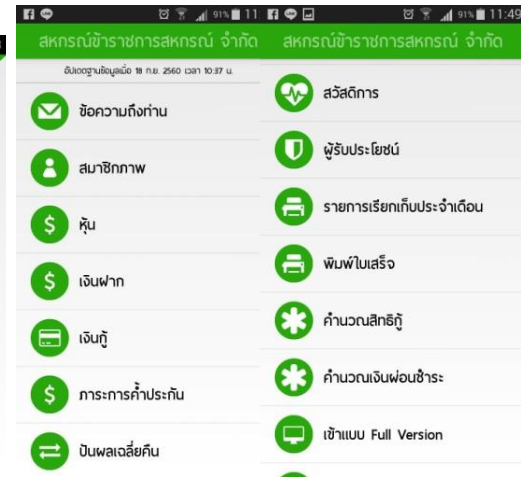 91% 11
สหกรณ์ข้าราชการสหกรณ์ จำกัด
อัปเดตฐานข้อมูลเมื่อ 18 ก.ย. 2560 เวลา 10:37 น.
ข้อความถึงท่าน
สมาชิกภาพ
หุ้น
เงินฝาก
เงินกู้
ภาระการค้ำประกัน
ปันผลเฉลี่ยคืน
91% 11:49
สหกรณ์ข้าราชการสหกรณ์ จำกัด
สวัสดิการ
ผู้รับประโยชน์
รายการเรียกเก็บประจำเดือน
พิมพ์ใบเสร็จ
คำนวณสิทธิกู้
คำนวณเงินผ่อนชำระ
เข้าแบบ Full Version